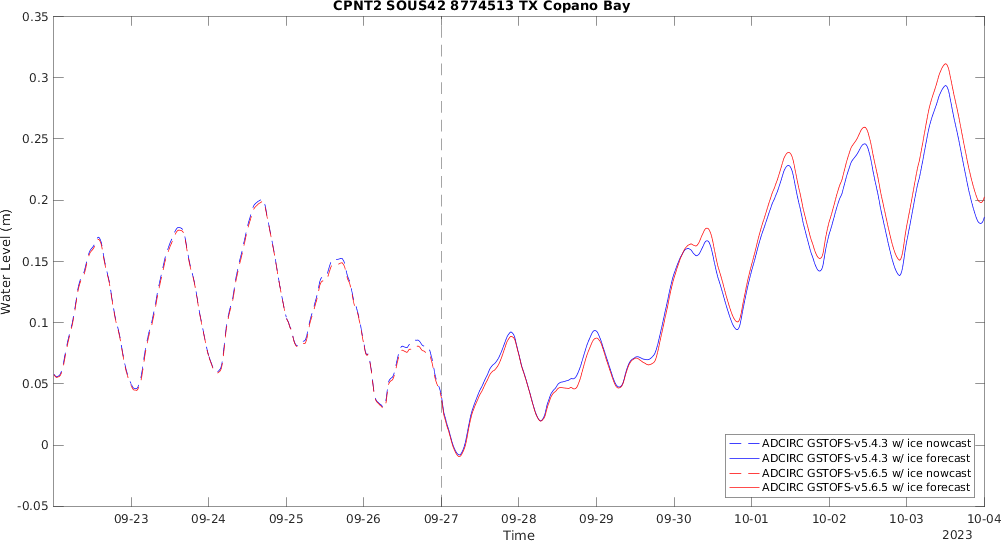 CPNT2 SOUS42 8774513 TX Copano Bay
0.35
0.3
0.25
0.2
0.15
0.1
0.05
0
-0.05
Water Level (m)
09-23 09-24 09-25 09-26 09-27 09-28 09-29 09-30 10-01 10-02 10-03 10-04
Time
2023
ADCIRC GSTOFS-v5.4.3 w/ ice nowcast
ADCIRC GSTOFS-v5.4.3 w/ ice forecast
ADCIRC GSTOFS-v5.6.5 w/ ice nowcast
ADCIRC GSTOFS-v5.6.5 w/ ice forecast